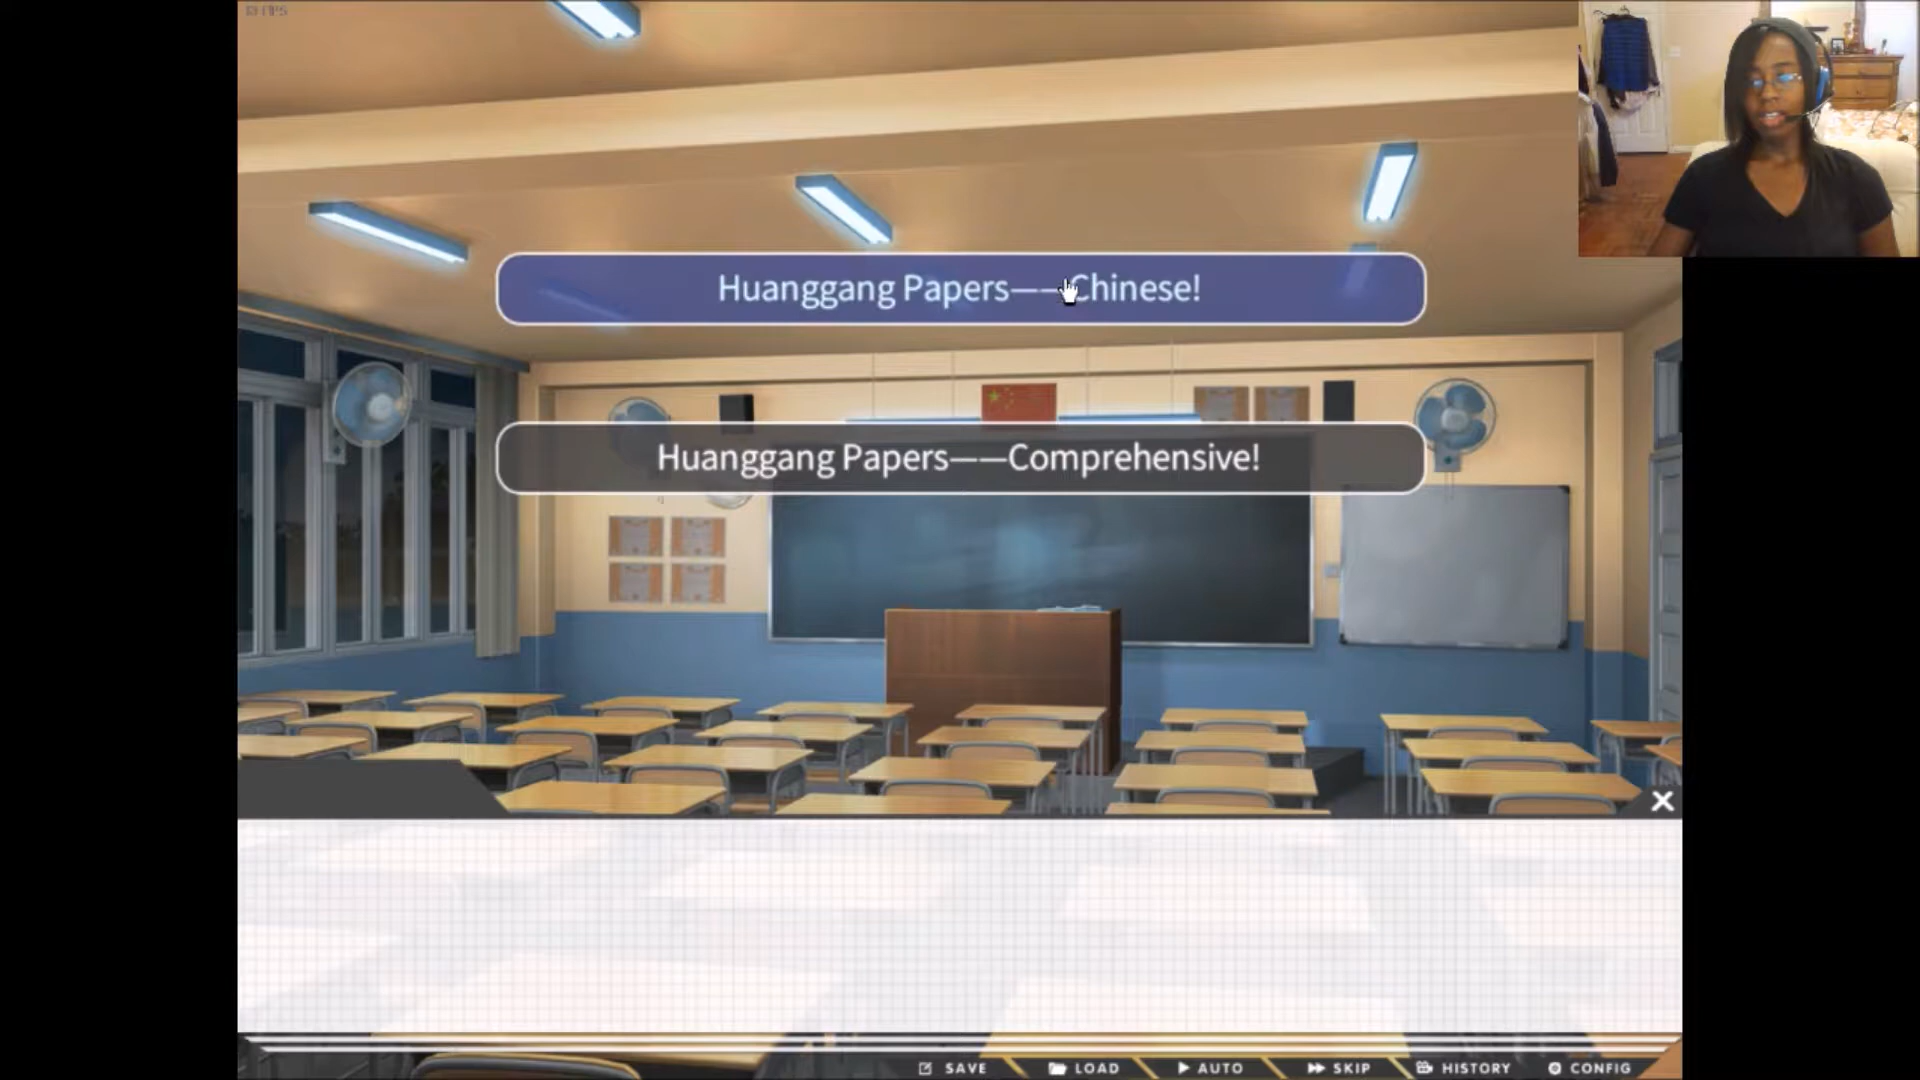 Huanggang Papers——Chinese!
Huanggang Papers——Comprehensive!
SAVE
LOAD
AUTO
SKIP
HISTORY
CONFIG